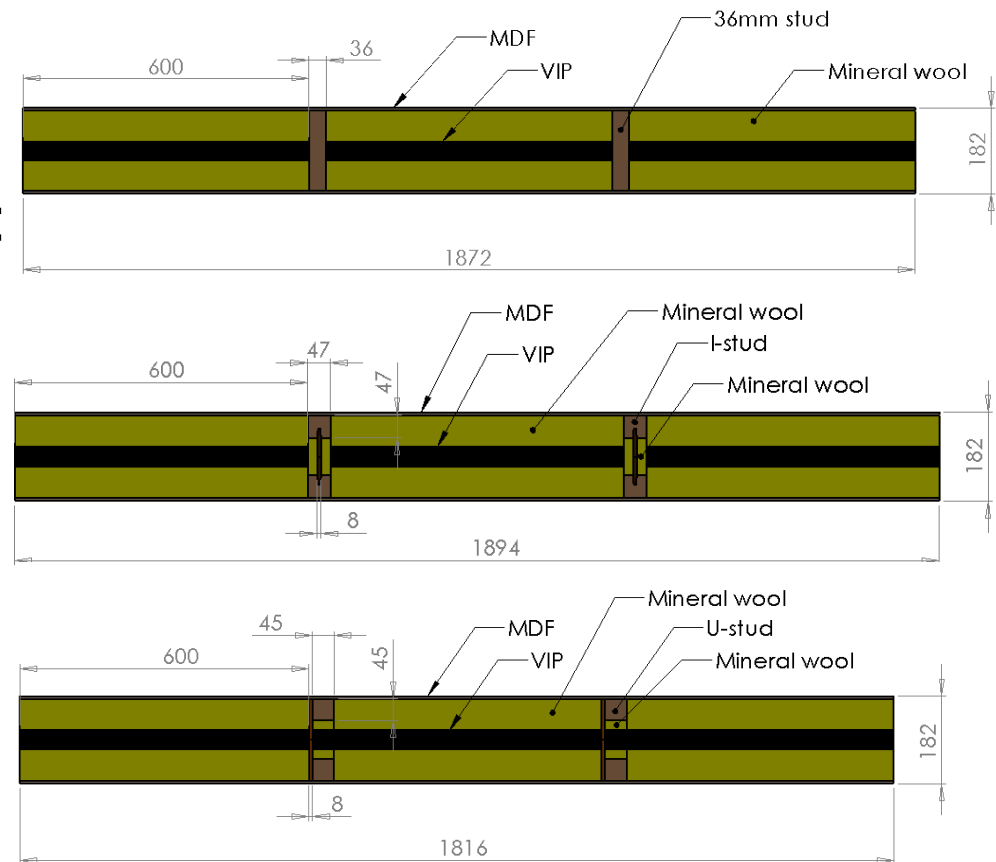 36mm stud
MDF
36
600
VIP
Mineral wool
182
1872
MDF
Mineral wool
47
I-stud
VIP
600
47
Mineral wool
182
8
1894
Mineral wool
45
MDF
U-stud
600
45
VIP
Mineral wool
182
8
1816